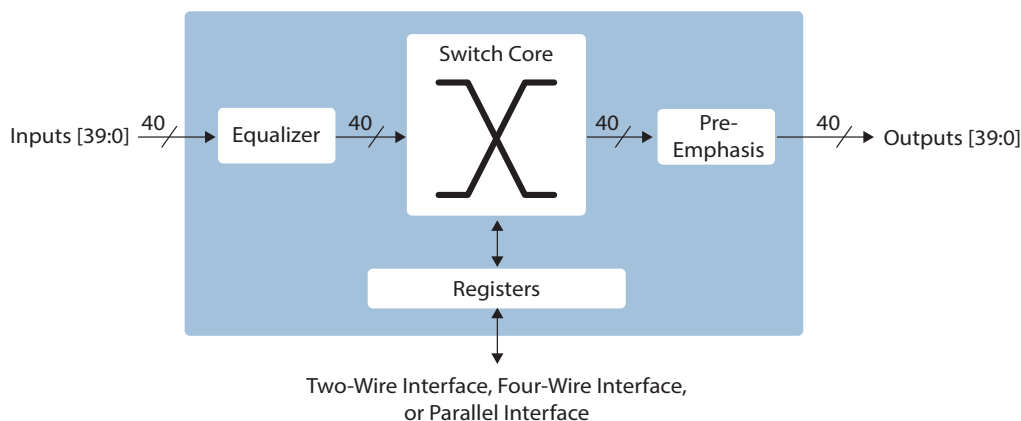 Switch Core
Inputs [39:0]
40
Equalizer
40
40
Pre-
Emphasis
40
Outputs [39:0]
Registers
Two-Wire Interface, Four-Wire Interface,
or Parallel Interface